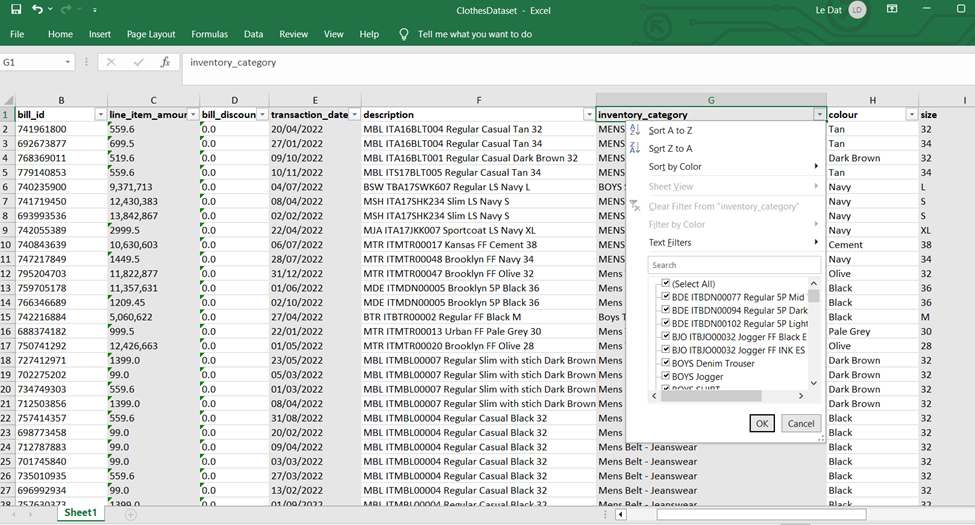 ClothesDataset - Excel
Le Dat LD
File Home Insert Page Layout Formulas Data Review View Help Tell me what you want to do
G1 fx inventory_category
B C D E F G H I
1 bill_id line_item_amoun bill_discoun transaction_date description inventory_category colour size
2 741961800 559.6 0.0 20/04/2022 MBL ITA16BLT004 Regular Casual Tan 32 MENS Tan 32
3 692673877 699.5 0.0 27/01/2022 MBL ITA16BLT004 Regular Casual Tan 34 MENS Tan 34
4 768369011 519.6 0.0 09/10/2022 MBL ITA16BLT001 Regular Casual Dark Brown 32 MENS Dark Brown 32
5 779140853 559.6 0.0 10/11/2022 MBL ITS17BLT005 Regular Casual Tan 34 MENS Tan 34
6 740235900 9,371,713 0.0 04/07/2022 BSW TBA17SWK607 Regular LS Navy L BOYS Navy L
7 741719450 12,430,383 0.0 08/04/2022 MSH ITA17SHK234 Slim LS Navy S MENS Navy S
8 693993536 13,842,867 0.0 02/02/2022 MSH ITA17SHK234 Slim LS Navy S MENS Navy S
9 742055389 2999.5 0.0 22/04/2022 MJA ITA17JKK007 Sportcoat LS Navy XL MENS Navy XL
10 740843639 10,630,603 0.0 06/07/2022 MTR ITMTR00017 Kansas FF Cement 38 MENS Cement 38
11 747217849 1449.5 0.0 28/07/2022 MTR ITMTR00048 Brooklyn FF Navy 34 MENS Navy 34
12 795204703 11,822,877 0.0 31/12/2022 MTR ITMTR00047 Brooklyn FF Olive 32 Mens Olive 32
13 759705178 11,357,631 0.0 01/06/2022 MDE ITMDN00005 Brooklyn 5P Black 36 Mens Black 36
14 766346689 1209.45 0.0 02/10/2022 MDE ITMDN00005 Brooklyn 5P Black 36 Mens Black 36
15 742216884 5,060,622 0.0 27/04/2022 BTR ITBTR00002 Regular FF Black M Boys T Black M
16 688374182 999.5 0.0 22/01/2022 MTR ITMTR00013 Urban FF Pale Grey 30 Mens Pale Grey 30
17 750741292 12,426,663 0.0 01/08/2022 MTR ITMTR00020 Brooklyn FF Olive 28 Mens Olive 28
18 727412971 1399.0 0.0 23/05/2022 MBL ITMBL00007 Regular Slim with stich Dark Brown Mens Dark Brown 32
19 702275202 99.0 0.0 05/03/2022 MBL ITMBL00007 Regular Slim with stich Dark Brown Mens Dark Brown 32
20 734749303 559.6 0.0 01/03/2022 MBL ITMBL00007 Regular Slim with stich Dark Brown Mens Dark Brown 32
21 712503856 1399.0 0.0 08/04/2022 MBL ITMBL00007 Regular Slim with stich Dark Brown Mens Dark Brown 32
22 757414357 559.6 0.0 31/08/2022 MBL ITMBL00004 Regular Casual Black 32 Mens Black 32
23 698773458 99.0 0.0 20/02/2022 MBL ITMBL00004 Regular Casual Black 32 Mens Black 32
24 712787883 99.0 0.0 09/04/2022 MBL ITMBL00004 Regular Casual Black 32 Mens Belt - Jeanswear Black 32
25 701745840 99.0 0.0 03/03/2022 MBL ITMBL00004 Regular Casual Black 32 Mens Belt - Jeanswear Black 32
26 735010935 559.6 0.0 27/03/2022 MBL ITMBL00004 Regular Casual Black 32 Mens Belt - Jeanswear Black 32
27 696992934 99.0 0.0 13/02/2022 MBL ITMBL00004 Regular Casual Black 32 Mens Belt - Jeanswear Black 32
28 757630373 1399.0 0.0 01/09/2022 MBL ITMBL00004 Regular Casual Black 32 Mens Belt - Jeanswear Black 32
Sort A to Z
Sort Z to A
Sort by Color
Sheet View
Clear Filter From "inventory_category"
Filter by Color
Text Filters
Search
(Select All)
BDE ITBDN00077 Regular 5P Mid
BDE ITBDN00094 Regular 5P Dark
BDE ITBDN00102 Regular 5P Light
BJO ITBJO00032 Jogger FF Black E
BJO ITBJO00032 Jogger FF INK ES
BOYS Denim Trouser
BOYS Jogger
BOYS SHIRT
OK Cancel
Sheet1